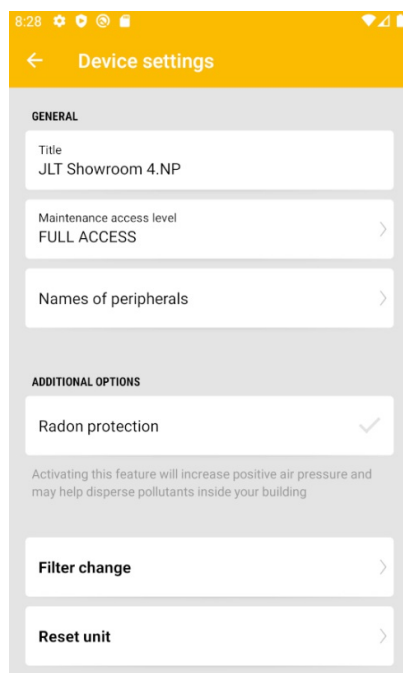 8:28
Device settings
GENERAL
Title
JLT Showroom 4.NP
Maintenance access level
FULL ACCESS
Names of peripherals
ADDITIONAL OPTIONS
Radon protection
Activating this feature will increase positive air pressure and
may help disperse pollutants inside your building
Filter change
Reset unit